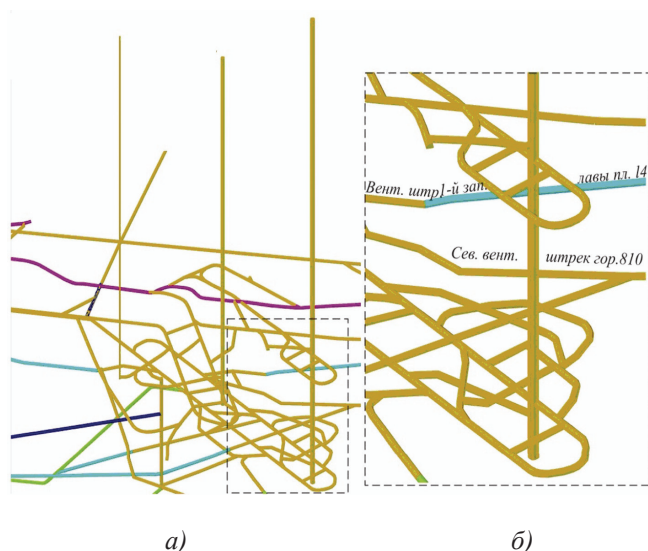 Вент. штр1-й зап. лавы пл. 14
Сев. вент. штрек гор.810
а) б)